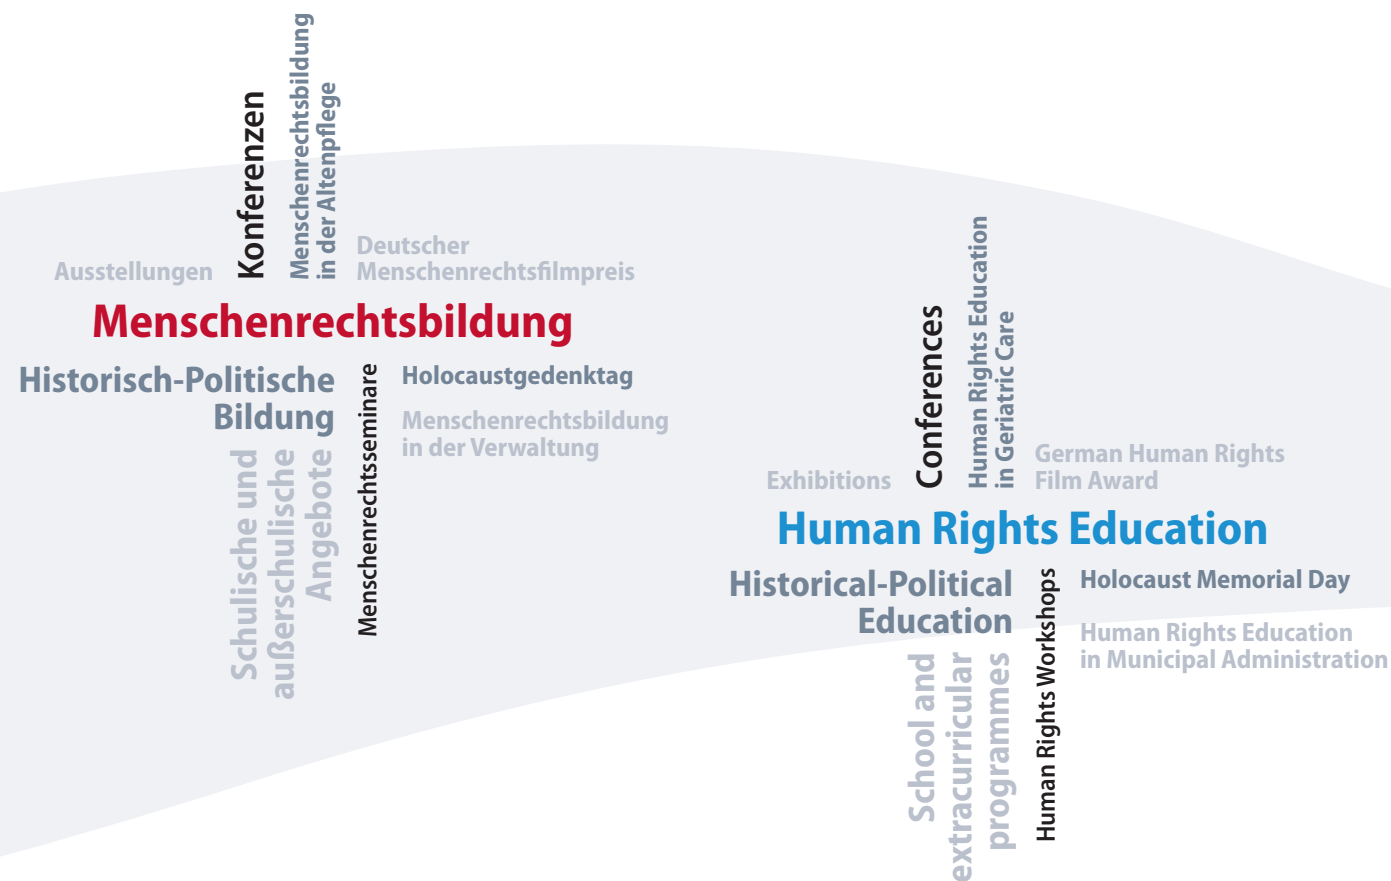 Konferenzen
Menschenrechtsbildung
in der Altenpflege
Ausstellungen
Deutscher
Menschenrechtsfilmpreis
Menschenrechtsbildung
Historisch-Politische
Bildung
Holocaustgedenktag
Menschenrechtsbildung
in der Verwaltung
Schulische und
außerschulische
Angebote
Menschenrechtsseminare
Conferences
Human Rights Education
in Geriatric Care
Exhibitions
German Human Rights
Film Award
Human Rights Education
Historical-Political
Education
Holocaust Memorial Day
Human Rights Education
in Municipal Administration
School and
extracurricular
programmes
Human Rights Workshops